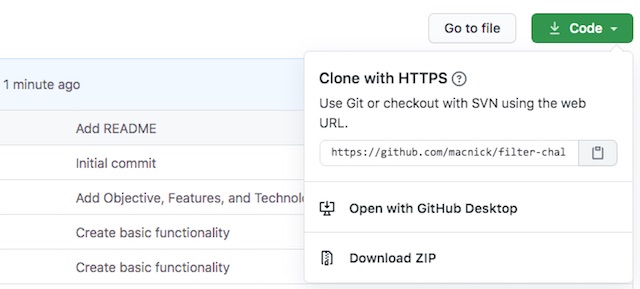 Go to file
Code
1 minute ago
Clone with HTTPS
Use Git or checkout with SVN using the web
URL.
Add README
https://github.com/macnick/filter-chal
Initial commit
Add Objective, Features, and Technolo
Open with GitHub Desktop
Create basic functionality
Download ZIP
Create basic functionality